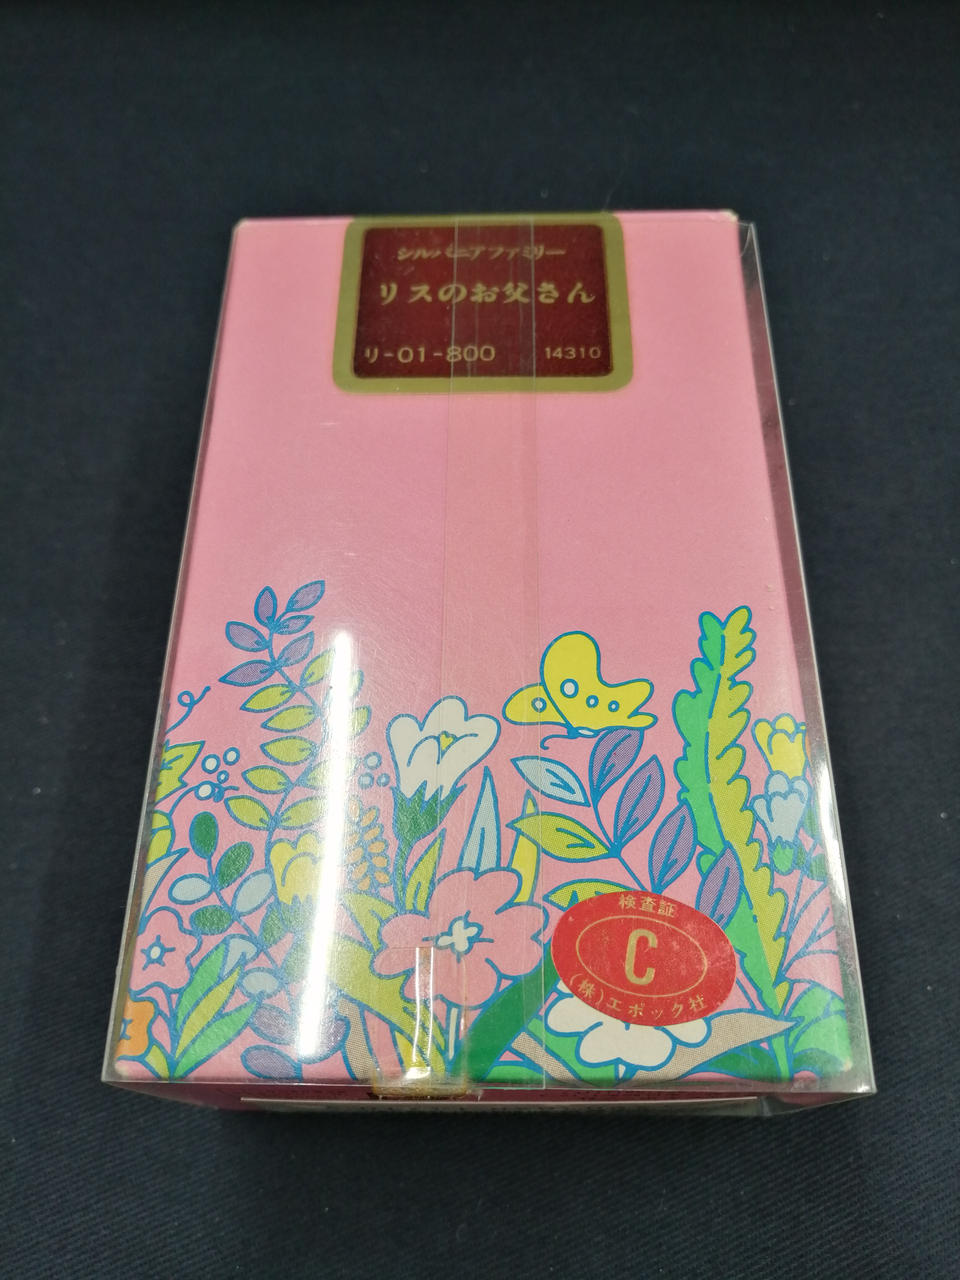 シルバニアファミリー
リスのお父さん
リ-01-800 14310
検査証
C
(株)エポック社